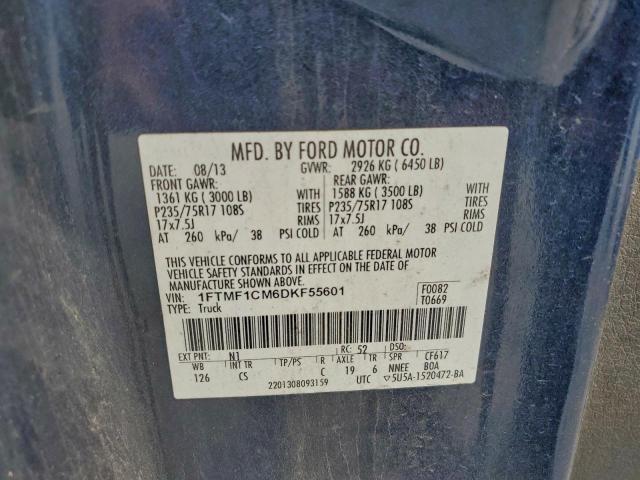 MFD. BY FORD MOTOR CO.
DATE: 08/13 GVWR: 2926 KG ( 6450 LB)
FRONT GAWR: REAR GAWR:
1361 KG ( 3000 LB) WITH 1588 KG ( 3500 LB) WITH
P235/75R17 108S TIRES P235/75R17 108S TIRES
17x7.5J RIMS 17x7.5J RIMS
AT 260 kPa/ 38 PSI COLD AT 260 kPa/ 38 PSI COLD
THIS VEHICLE CONFORMS TO ALL APPLICABLE FEDERAL MOTOR
VEHICLE SAFETY STANDARDS IN EFFECT ON THE DATE OF
MANUFACTURE SHOWN ABOVE.
VIN: 1FTMF1CM6DKF55601 F0082
TYPE: Truck T0669
EXT PNT: N1 RC: 52 DSO:
WB INT TR TP/PS R AXLE TR SPR CF617
126 CS C 19 6 NNEE BOA
2201308093159 UTC ▽5U5A-1520472-BA